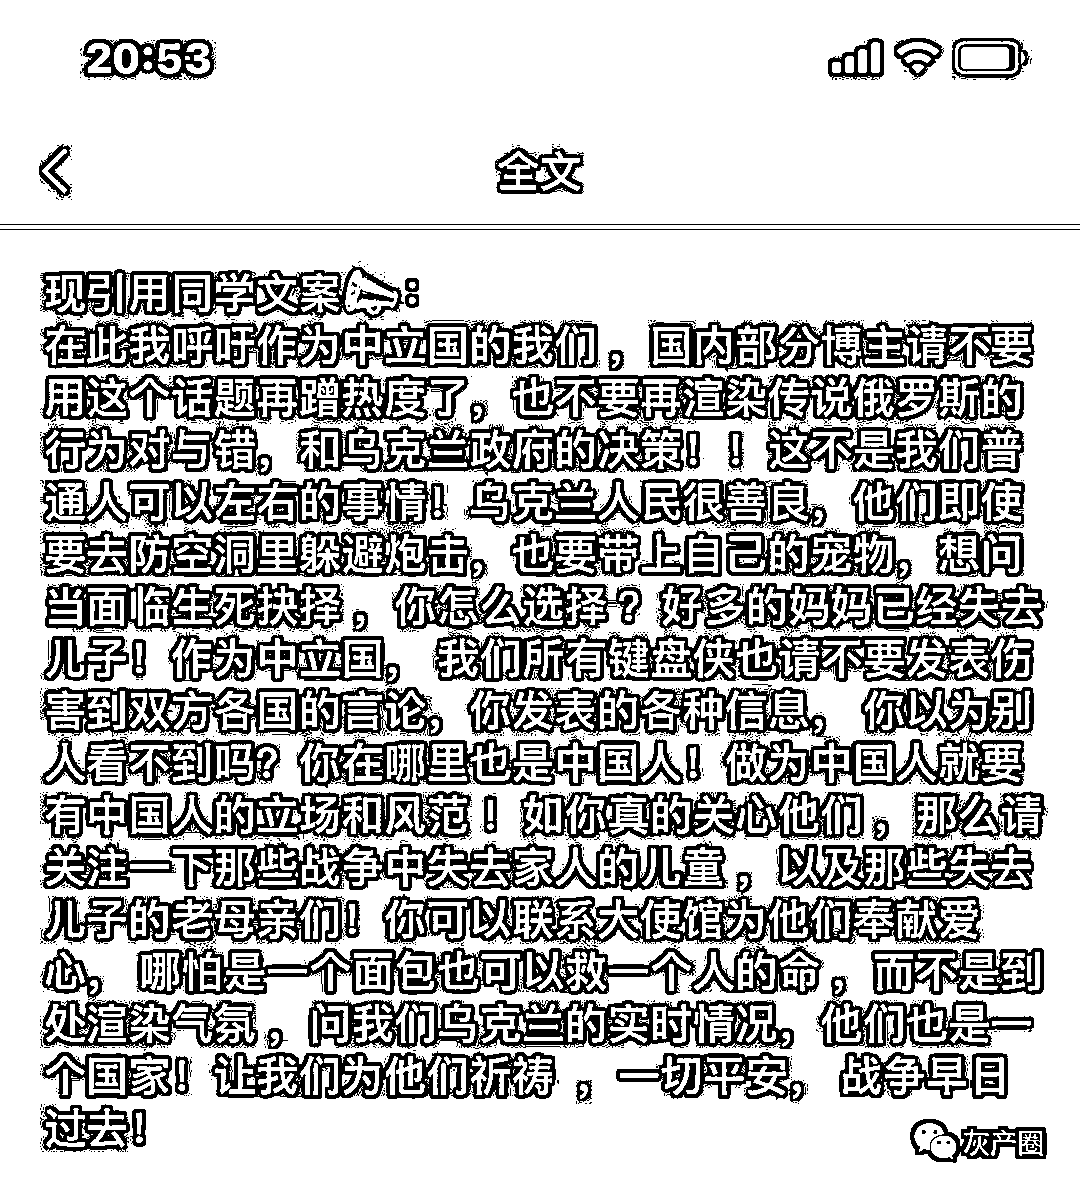 20:53
全文
现引用同学文案📢:
在此我呼吁作为中立国的我们，国内部分博主请不要
用这个话题再蹭热度了，也不要再渲染传说俄罗斯的
行为对与错，和乌克兰政府的决策！！这不是我们普
通人可以左右的事情！乌克兰人民很善良，他们即使
要去防空洞里躲避炮击，也要带上自己的宠物，想问
当面临生死抉择，你怎么选择？好多的妈妈已经失去
儿子！作为中立国，我们所有键盘侠也请不要发表伤
害到双方各国的言论，你发表的各种信息，你以为别
人看不到吗？你在哪里也是中国人！做为中国人就要
有中国人的立场和风范！如你真的关心他们，那么请
关注一下那些战争中失去家人的儿童，以及那些失去
儿子的老母亲们！你可以联系大使馆为他们奉献爱
心，哪怕是一个面包也可以救一个人的命，而不是到
处渲染气氛，问我们乌克兰的实时情况，他们也是一
个国家！让我们为他们祈祷，一切平安，战争早日
过去！
灰产圈